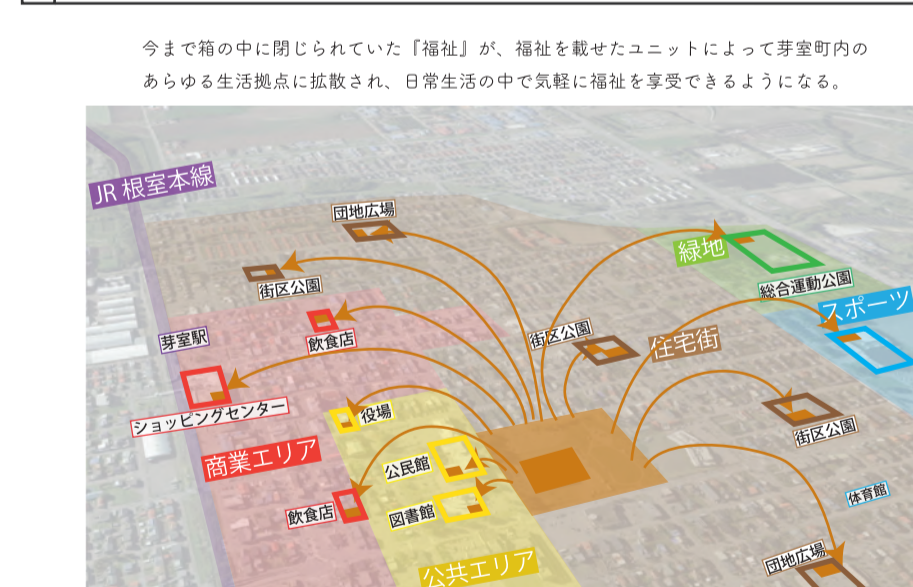 今まで箱の中に閉じられていた『福祉』が、福祉を載せたユニットによって芽室町内の
あらゆる生活拠点に拡散され、日常生活の中で気軽に福祉を享受できるようになる。
JR 根室本線
団地広場
緑地
街区公園
総合運動公園
スポーツ
芽室駅
飲食店
街区公園
住宅街
ショッピングセンター
役場
街区公園
商業エリア
公民館
体育館
飲食店
図書館
団地広場
公共エリア